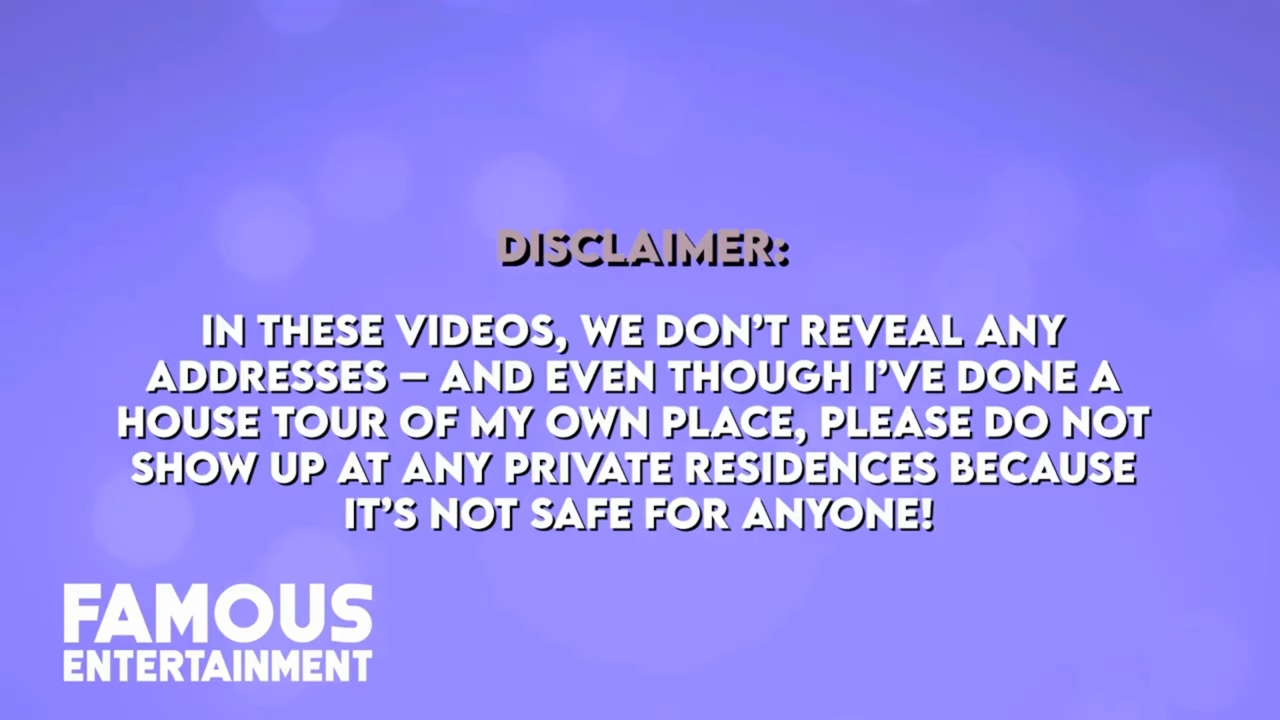 DISCLAIMER:
IN THESE VIDEOS, WE DON'T REVEAL ANY
ADDRESSES – AND EVEN THOUGH I'VE DONE A
HOUSE TOUR OF MY OWN PLACE, PLEASE DO NOT
SHOW UP AT ANY PRIVATE RESIDENCES BECAUSE
IT'S NOT SAFE FOR ANYONE!
FAMOUS
ENTERTAINMENT